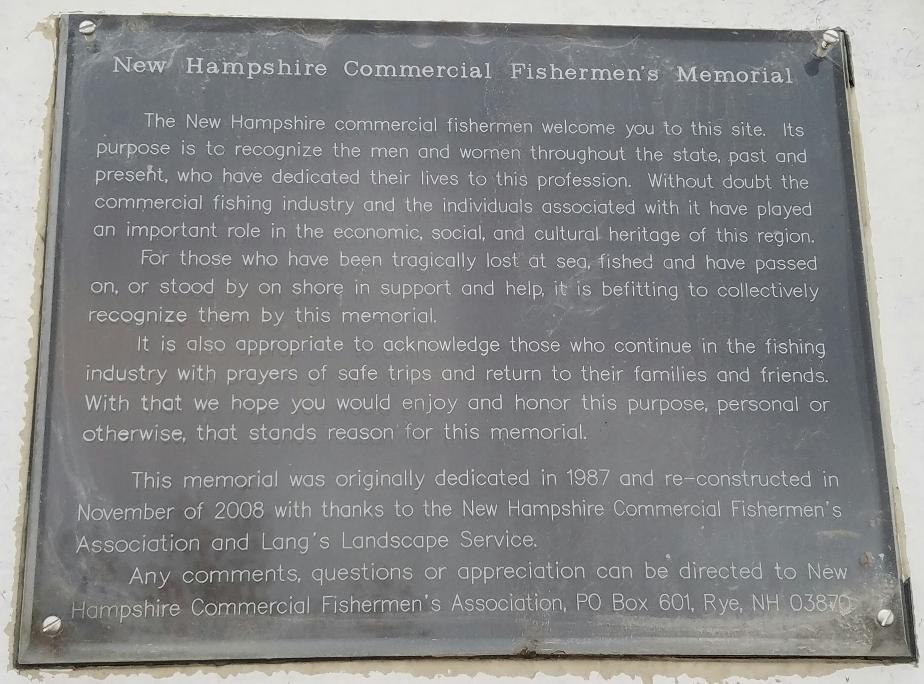 New Hampshire Commercial Fishermen's Memorial
The New Hampshire commercial fishermen welcome you to this site. Its
purpose is to recognize the men and women throughout the state, past and
present, who have dedicated their lives to this profession. Without doubt the
commercial fishing industry and the individuals associated with it have played
an important role in the economic, social, and cultural heritage of this region.
For those who have been tragically lost at sea, fished and have passed
on, or stood by on shore in support and help, it is befitting to collectively
recognize them by this memorial.
It is also appropriate to acknowledge those who continue in the fishing
industry with prayers of safe trips and return to their families and friends.
With that we hope you would enjoy and honor this purpose, personal or
otherwise, that stands reason for this memorial.
This memorial was originally dedicated in 1987 and re-constructed in
November of 2008 with thanks to the New Hampshire Commercial Fishermen's
Association and Lang's Landscape Service.
Any comments, questions or appreciation can be directed to New
Hampshire Commercial Fishermen's Association, PO Box 601, Rye, NH 03870